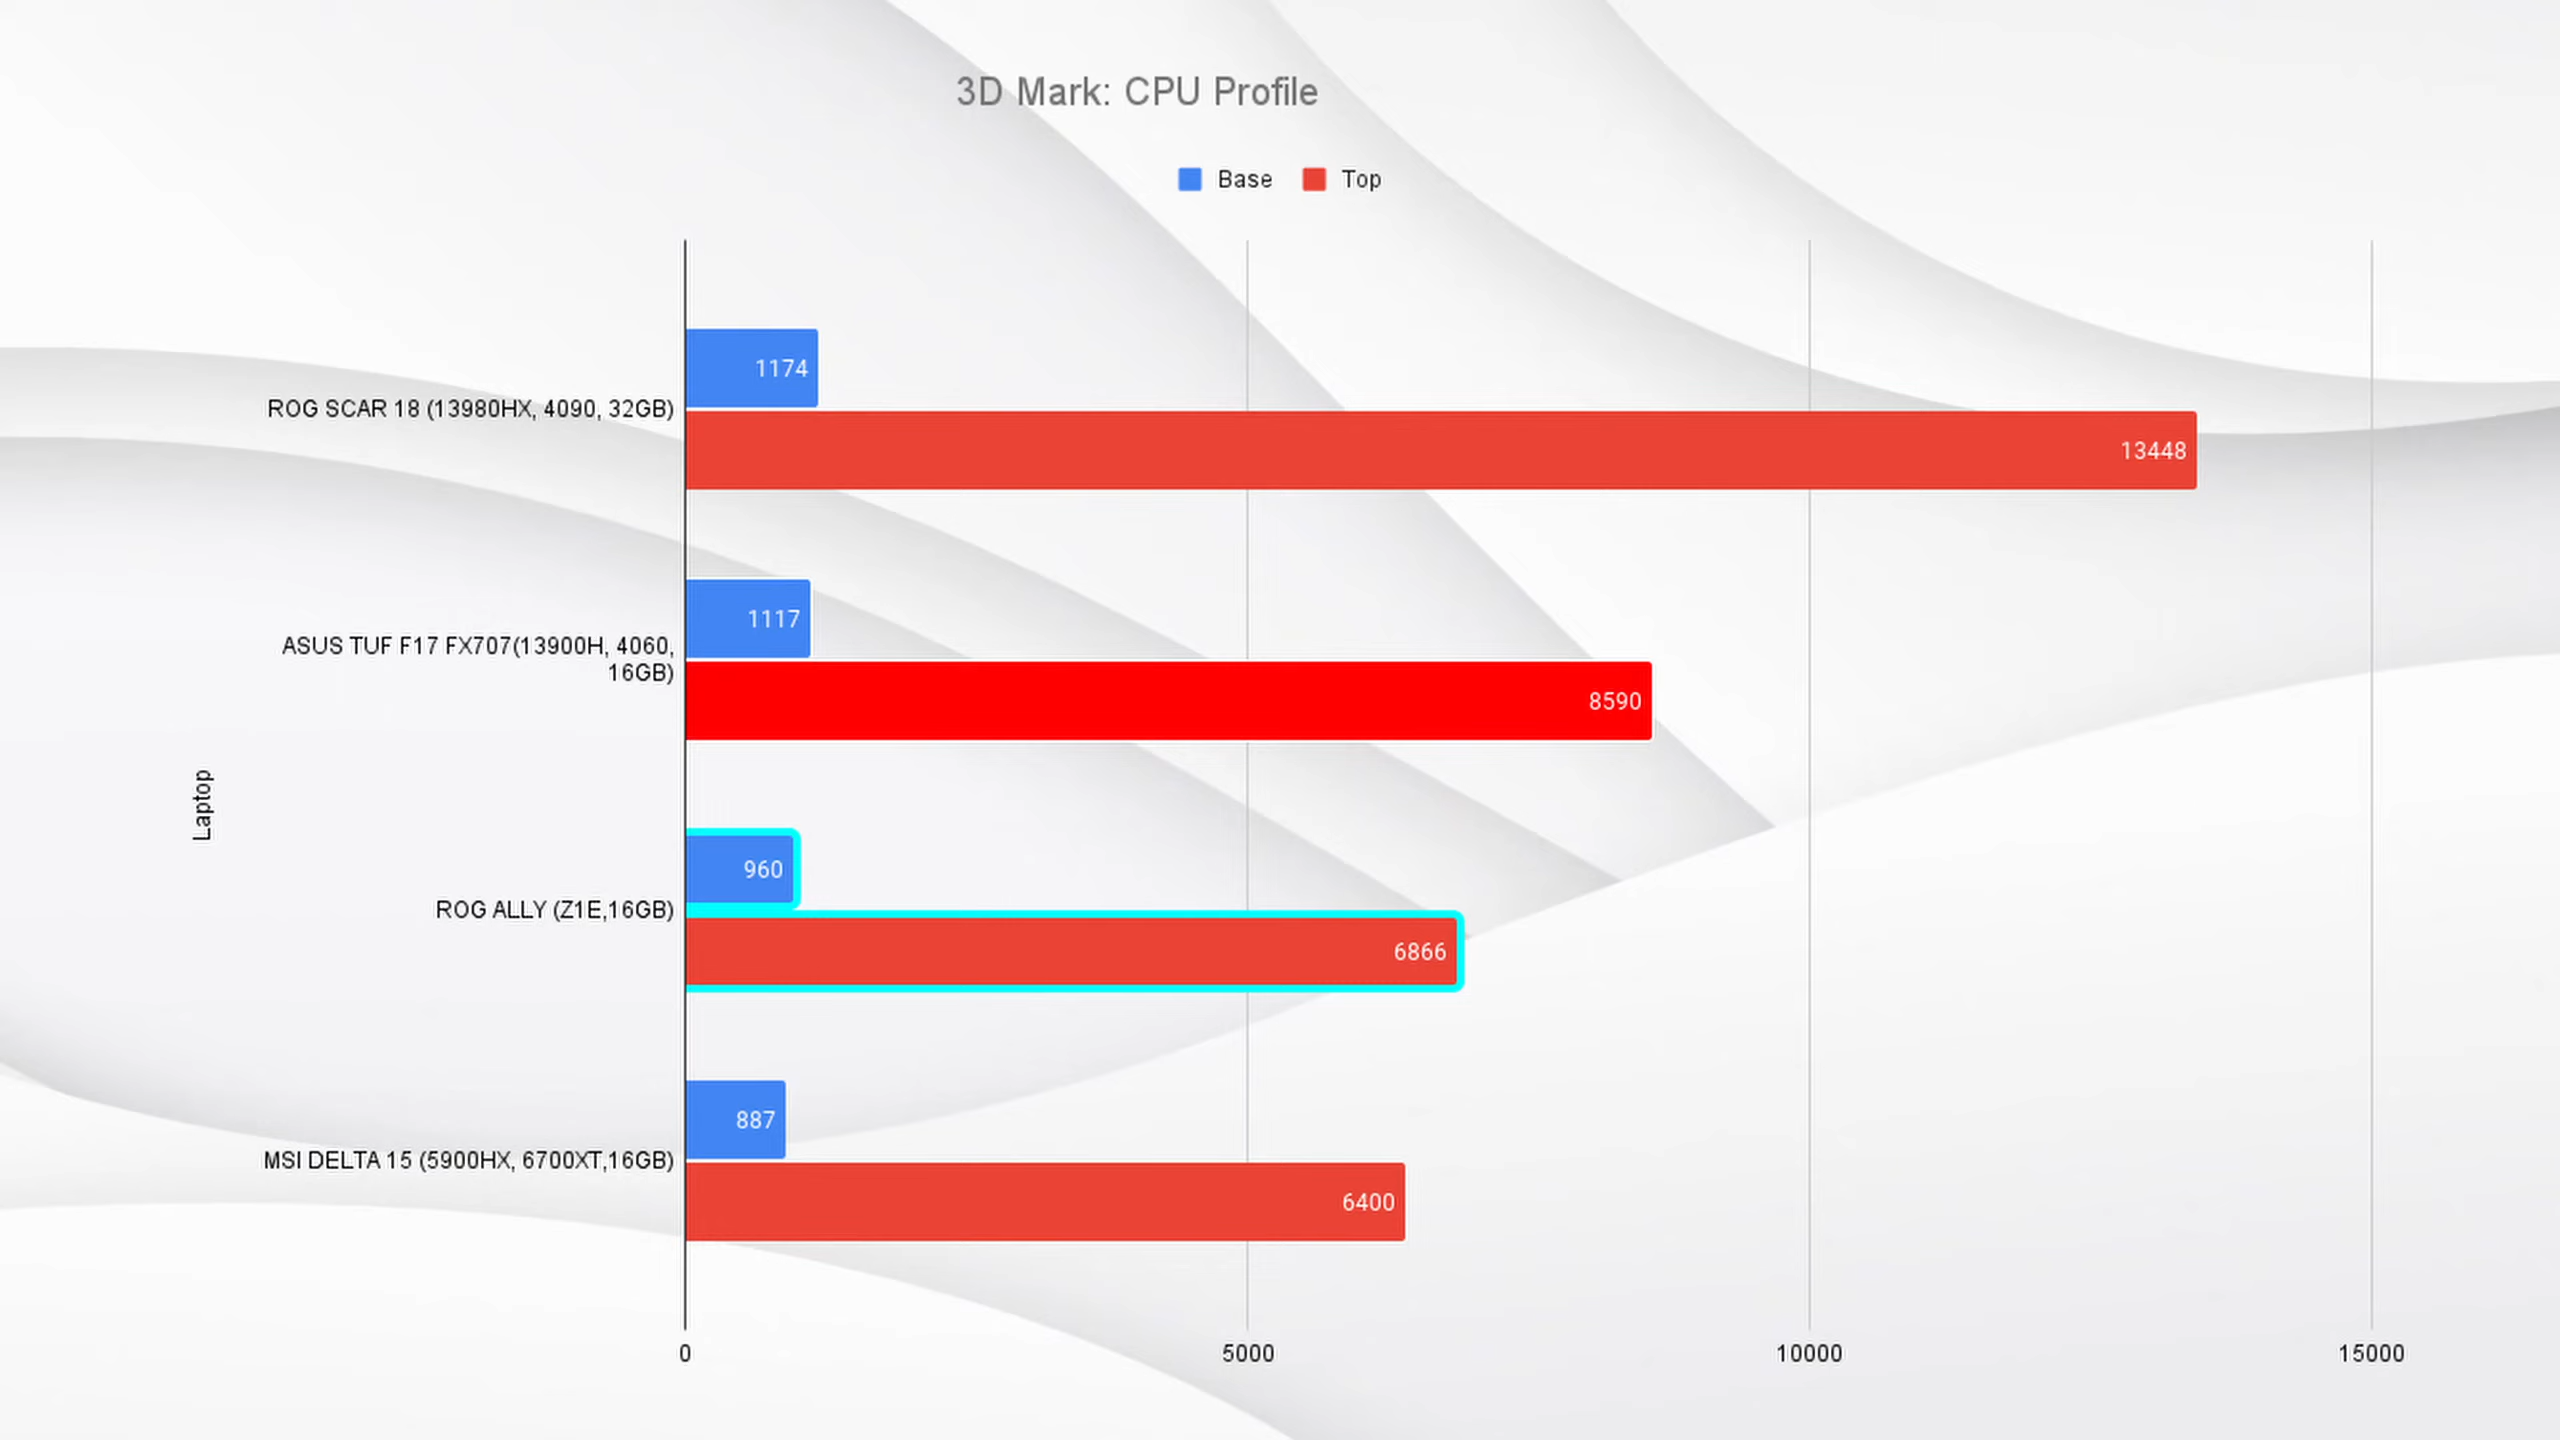 3D Mark: CPU Profile
Base
Top
1174
ROG SCAR 18 (13980HX, 4090, 32GB)
13448
1117
ASUS TUF F17 FX707(13900H, 4060,
16GB)
8590
Laptop
960
ROG ALLY (Z1E,16GB)
6866
887
MSI DELTA 15 (5900HX, 6700XT,16GB)
6400
0
5000
10000
15000